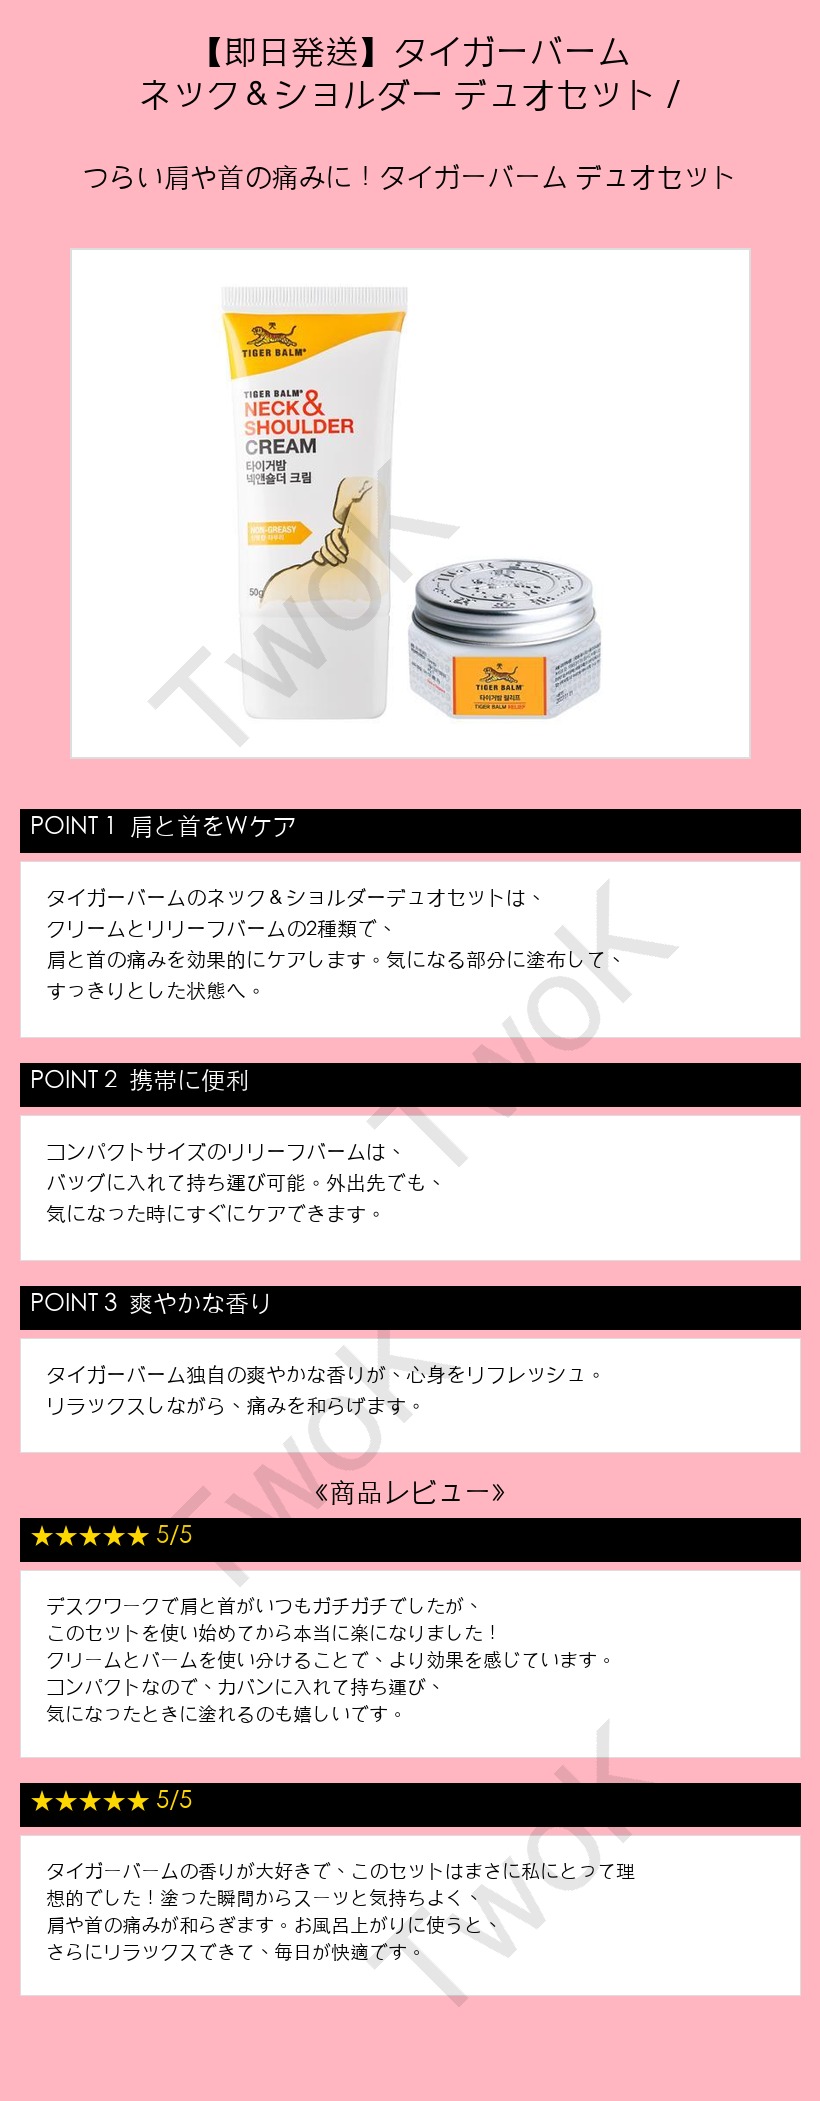 【即日発送】タイガーバーム
ネック＆ショルダー デュオセット /
つらい肩や首の痛みに！タイガーバーム デュオセット
TIGER BALM®
TIGER BALM®
NECK &
SHOULDER
CREAM
타이거밤
넥앤숄더 크림
NON-GREASY
50g
TIGER BALM
타이거밤 릴리프
TIGER BALM RELIEF
TwoK
POINT 1 肩と首をWケア
タイガーバームのネック＆ショルダーデュオセットは、
クリームとリリーフバームの2種類で、
肩と首の痛みを効果的にケアします。気になる部分に塗布して、
すっきりとした状態へ。
TwoK
POINT 2 携帯に便利
コンパクトサイズのリリーフバームは、
バッグに入れて持ち運び可能。外出先でも、
気になった時にすぐにケアできます。
POINT 3 爽やかな香り
タイガーバーム独自の爽やかな香りが、心身をリフレッシュ。
リラックスしながら、痛みを和らげます。
TwoK
《商品レビュー》
★★★★★ 5/5
デスクワークで肩と首がいつもガチガチでしたが、
このセットを使い始めてから本当に楽になりました！
クリームとバームを使い分けることで、より効果を感じています。
コンパクトなので、カバンに入れて持ち運び、
気になったときに塗れるのも嬉しいです。
★★★★★ 5/5
タイガーバームの香りが大好きで、このセットはまさに私にとって理
想的でした！塗った瞬間からスーッと気持ちよく、
肩や首の痛みが和らぎます。お風呂上がりに使うと、
さらにリラックスできて、毎日が快適です。
TwoK